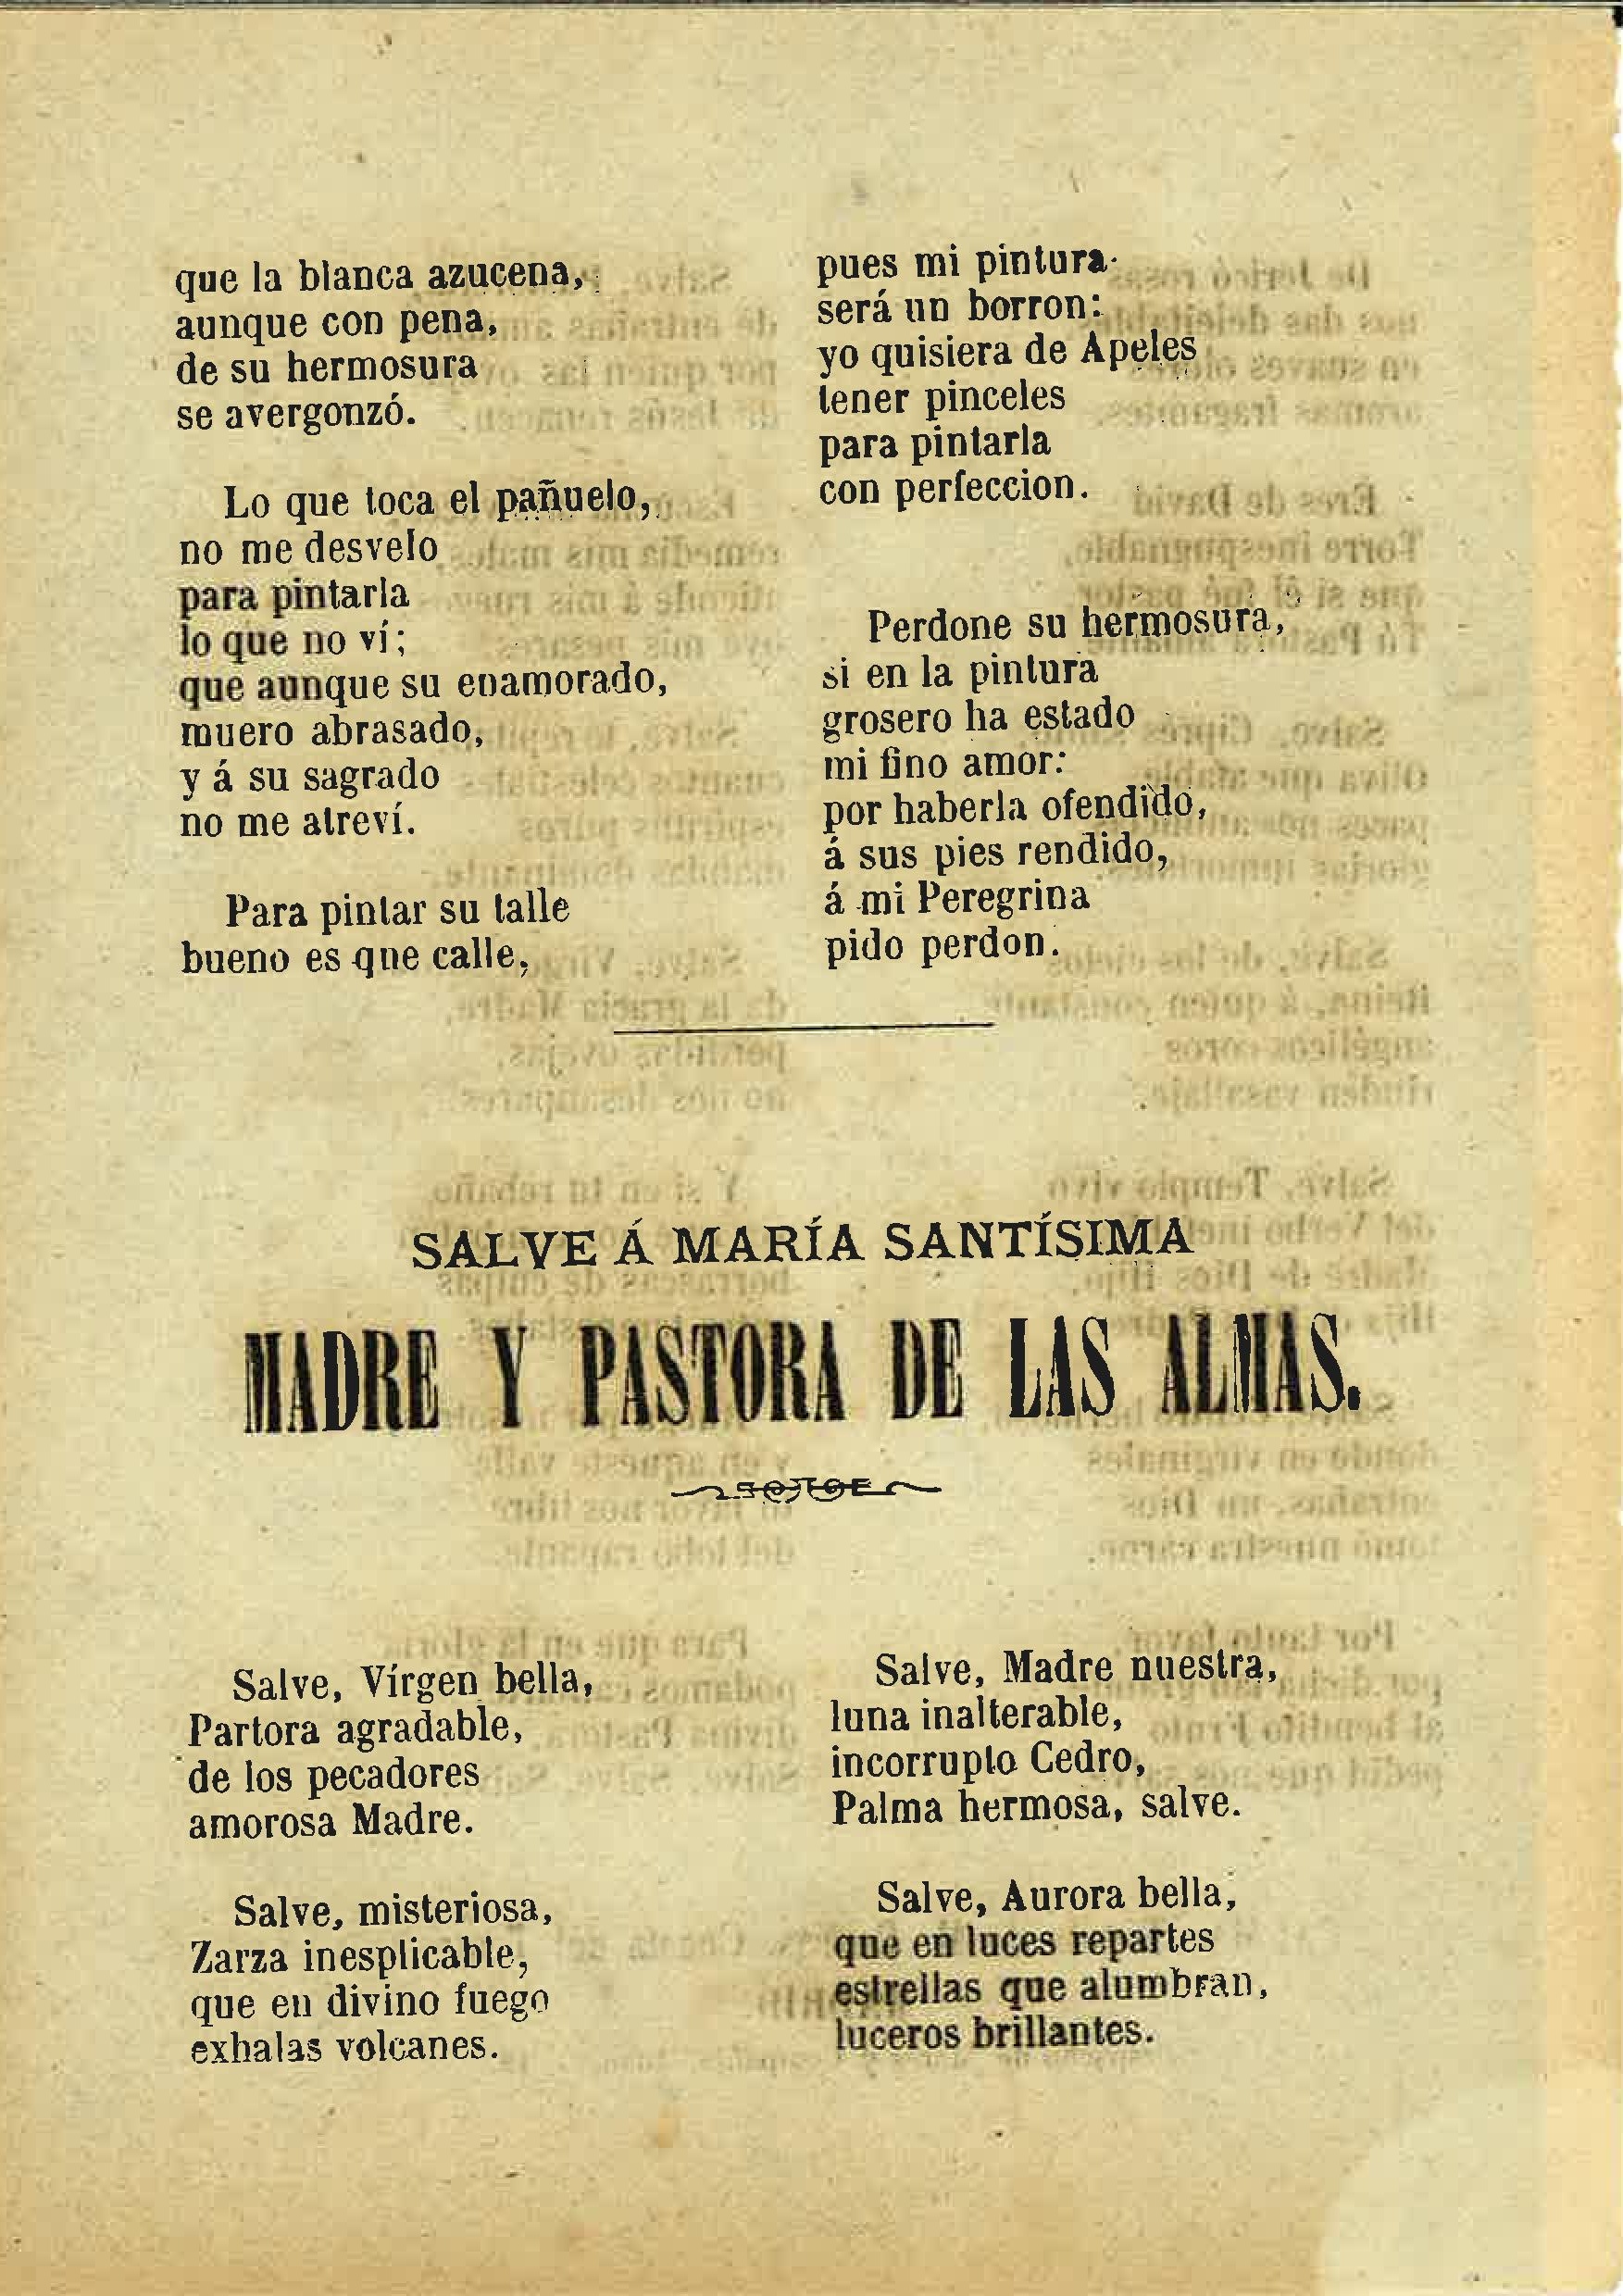 que la blanca azucena,
aunque con pena,
de su hermosura
se avergonzó.
Lo que toca el pañuelo,
no me desvelo
para pintarla
lo que no ví;
que aunque su enamorado,
muero abrasado,
y á su sagrado
no me atreví.
Para pintar su talle
bueno es que calle,
pues mi pintura
será un borron:
yo quisiera de Apeles
tener pinceles
para pintarla
con perfeccion.
Perdone su hermosura,
si en la pintura
grosero ha estado
mi fino amor:
por haberla ofendido,
á sus pies rendido,
á mi Peregrina
pido perdon.
SALVE Á MARÍA SANTÍSIMA
MADRE Y PASTORA DE LAS ALMAS.
Salve, Vírgen bella,
Partora agradable,
de los pecadores
amorosa Madre.
Salve, misteriosa,
Zarza inesplicable,
que en divino fuego
exhalas volcanes.
Salve, Madre nuestra,
luna inalterable,
incorrupto Cedro,
Palma hermosa, salve.
Salve, Aurora bella,
que en luces repartes
estrellas que alumbran,
luceros brillantes.